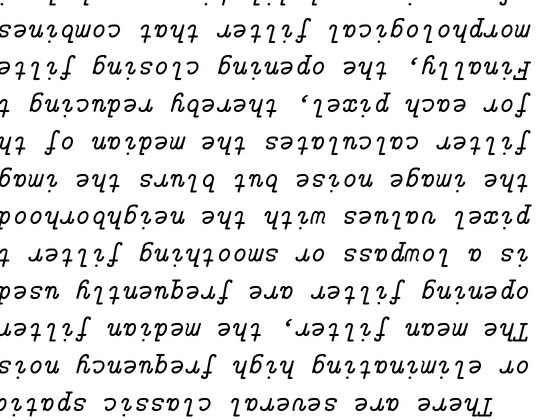 There are several classic spatia
or eliminating high frequency nois
The mean filter, the median filter
opening filter are frequently used
is a lowpass or smoothing filter t
pixel values with the neighborhood
the image noise but blurs the imag
filter calculates the median of th
for each pixel, thereby reducing t
Finally, the opening closing filte
morphological filter that combines